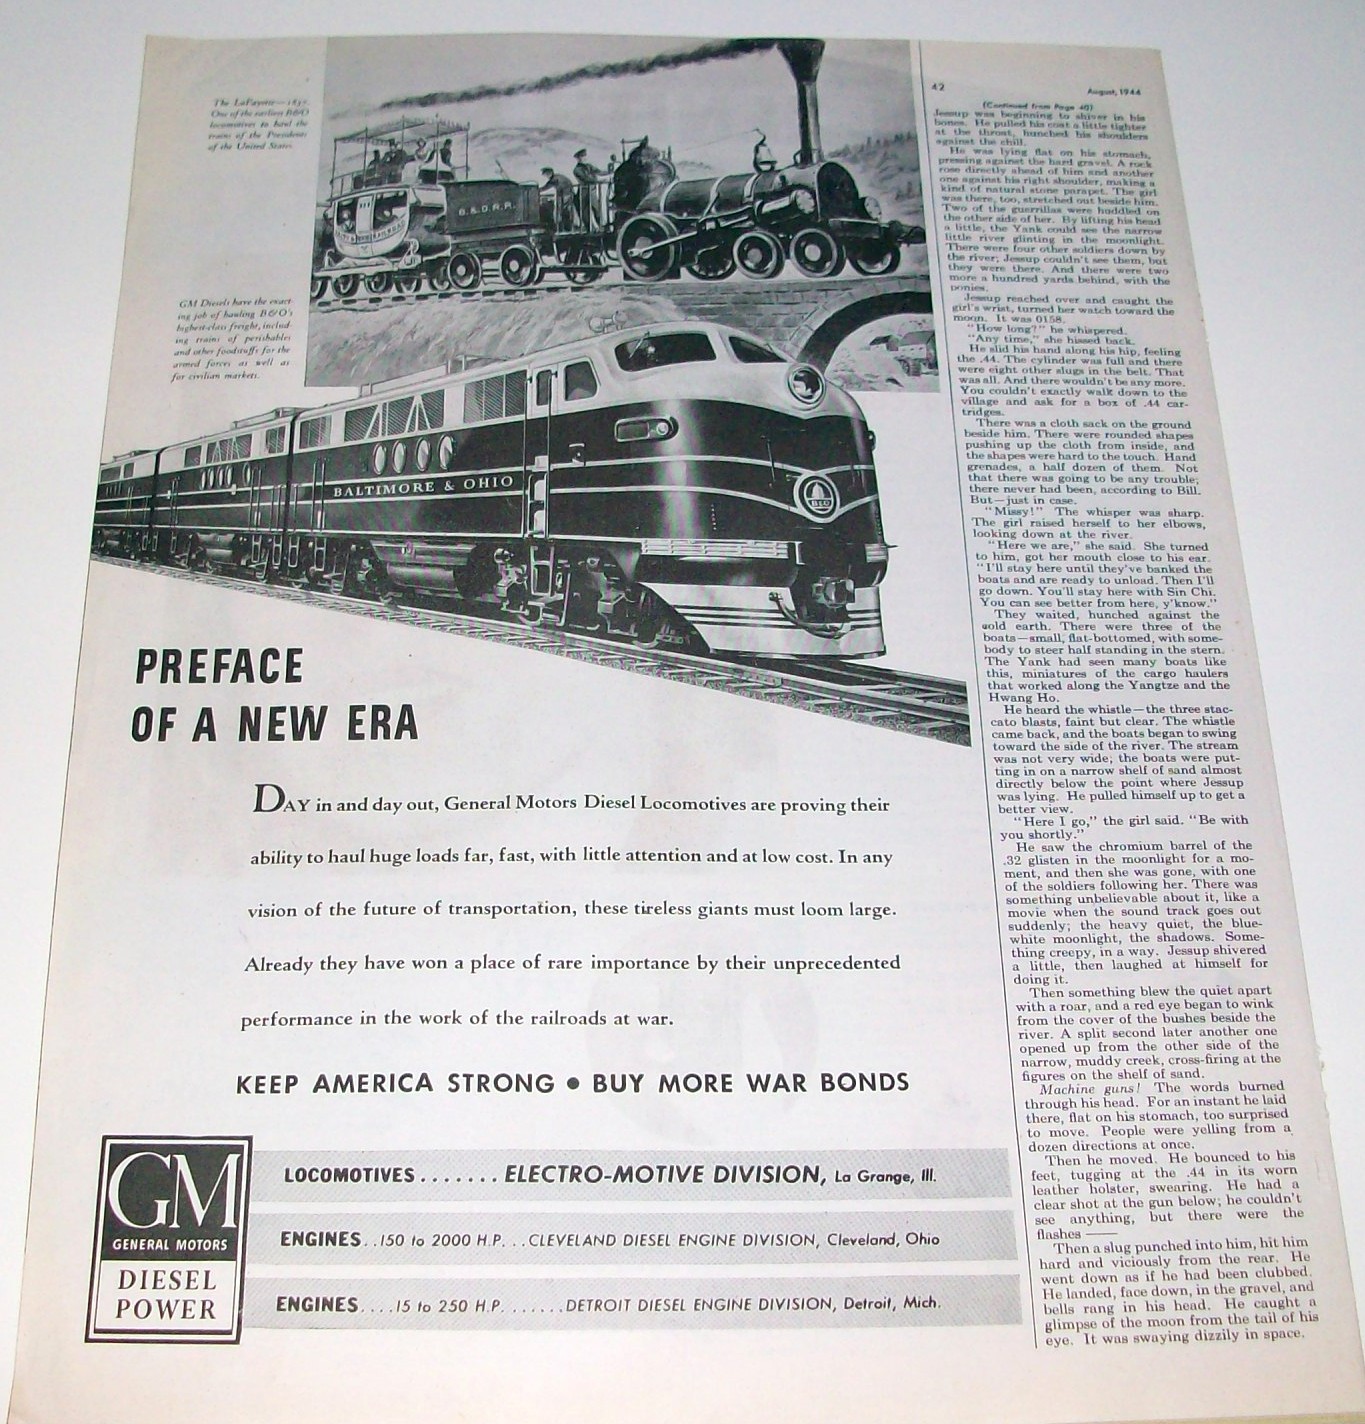 The LaFayette—1837.
One of the earliest B&O
locomotives to haul the
trains of the Presidents
of the United States.
B. & O. R. R.
GM Diesels have the exact-
ing job of hauling B&O's
highest-class freight, includ-
ing trains of perishables
and other foodstuffs for the
armed forces as well as
for civilian markets.
BALTIMORE & OHIO
B&O
PREFACE
OF A NEW ERA
DAY in and day out, General Motors Diesel Locomotives are proving their
ability to haul huge loads far, fast, with little attention and at low cost. In any
vision of the future of transportation, these tireless giants must loom large.
Already they have won a place of rare importance by their unprecedented
performance in the work of the railroads at war.
KEEP AMERICA STRONG • BUY MORE WAR BONDS
GM
GENERAL MOTORS
DIESEL
POWER
LOCOMOTIVES.......ELECTRO-MOTIVE DIVISION, La Grange, Ill.
ENGINES..150 to 2000 H.P...CLEVELAND DIESEL ENGINE DIVISION, Cleveland, Ohio
ENGINES....15 to 250 H.P.......DETROIT DIESEL ENGINE DIVISION, Detroit, Mich.
42 August, 1944
(Continued from Page 40)
Jessup was beginning to shiver in his
bones. He pulled his coat a little tighter
at the throat, hunched his shoulders
against the chill.
He was lying flat on his stomach,
pressing against the hard gravel. A rock
rose directly ahead of him and another
one against his right shoulder, making a
kind of natural stone parapet. The girl
was there, too, stretched out beside him.
Two of the guerrillas were huddled on
the other side of her. By lifting his head
a little, the Yank could see the narrow
little river glinting in the moonlight.
There were four other soldiers down by
the river; Jessup couldn't see them, but
they were there. And there were two
more a hundred yards behind, with the
ponies.
Jessup reached over and caught the
girl's wrist, turned her watch toward the
moon. It was 0158.
"How long?" he whispered.
"Any time," she hissed back.
He slid his hand along his hip, feeling
the .44. The cylinder was full and there
were eight other slugs in the belt. That
was all. And there wouldn't be any more.
You couldn't exactly walk down to the
village and ask for a box of .44 car-
tridges.
There was a cloth sack on the ground
beside him. There were rounded shapes
pushing up the cloth from inside, and
the shapes were hard to the touch. Hand
grenades, a half dozen of them. Not
that there was going to be any trouble;
there never had been, according to Bill.
But—just in case.
"Missy!" The whisper was sharp.
The girl raised herself to her elbows,
looking down at the river.
"Here we are," she said. She turned
to him, got her mouth close to his ear.
"I'll stay here until they've banked the
boats and are ready to unload. Then I'll
go down. You'll stay here with Sin Chi.
You can see better from here, y'know."
They waited, hunched against the
cold earth. There were three of the
boats—small, flat-bottomed, with some-
body to steer half standing in the stern.
The Yank had seen many boats like
this, miniatures of the cargo haulers
that worked along the Yangtze and the
Hwang Ho.
He heard the whistle—the three stac-
cato blasts, faint but clear. The whistle
came back, and the boats began to swing
toward the side of the river. The stream
was not very wide; the boats were put-
ting in on a narrow shelf of sand almost
directly below the point where Jessup
was lying. He pulled himself up to get a
better view.
"Here I go," the girl said. "Be with
you shortly."
He saw the chromium barrel of the
.32 glisten in the moonlight for a mo-
ment, and then she was gone, with one
of the soldiers following her. There was
something unbelievable about it, like a
movie when the sound track goes out
suddenly; the heavy quiet, the blue-
white moonlight, the shadows. Some-
thing creepy, in a way. Jessup shivered
a little, then laughed at himself for
doing it.
Then something blew the quiet apart
with a roar, and a red eye began to wink
from the cover of the bushes beside the
river. A split second later another one
opened up from the other side of the
narrow, muddy creek, cross-firing at the
figures on the shelf of sand.
Machine guns! The words burned
through his head. For an instant he laid
there, flat on his stomach, too surprised
to move. People were yelling from a
dozen directions at once.
Then he moved. He bounced to his
feet, tugging at the .44 in its worn
leather holster, swearing. He had a
clear shot at the gun below; he couldn't
see anything, but there were the
flashes ——
Then a slug punched into him, hit him
hard and viciously from the rear. He
went down as if he had been clubbed.
He landed, face down, in the gravel, and
bells rang in his head. He caught a
glimpse of the moon from the tail of his
eye. It was swaying dizzily in space.